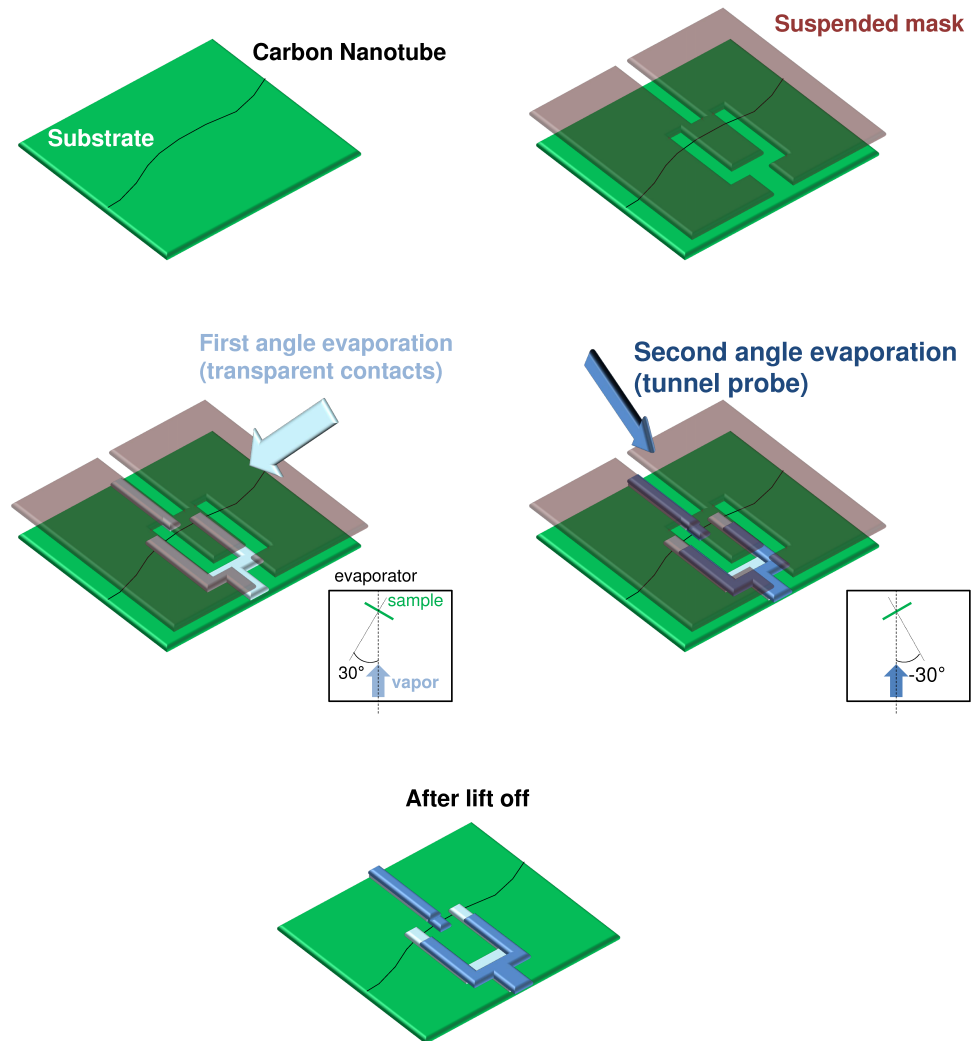 Carbon Nanotube
Substrate
Suspended mask
First angle evaporation
(transparent contacts)
evaporator
sample
30°
vapor
Second angle evaporation
(tunnel probe)
-30°
After lift off